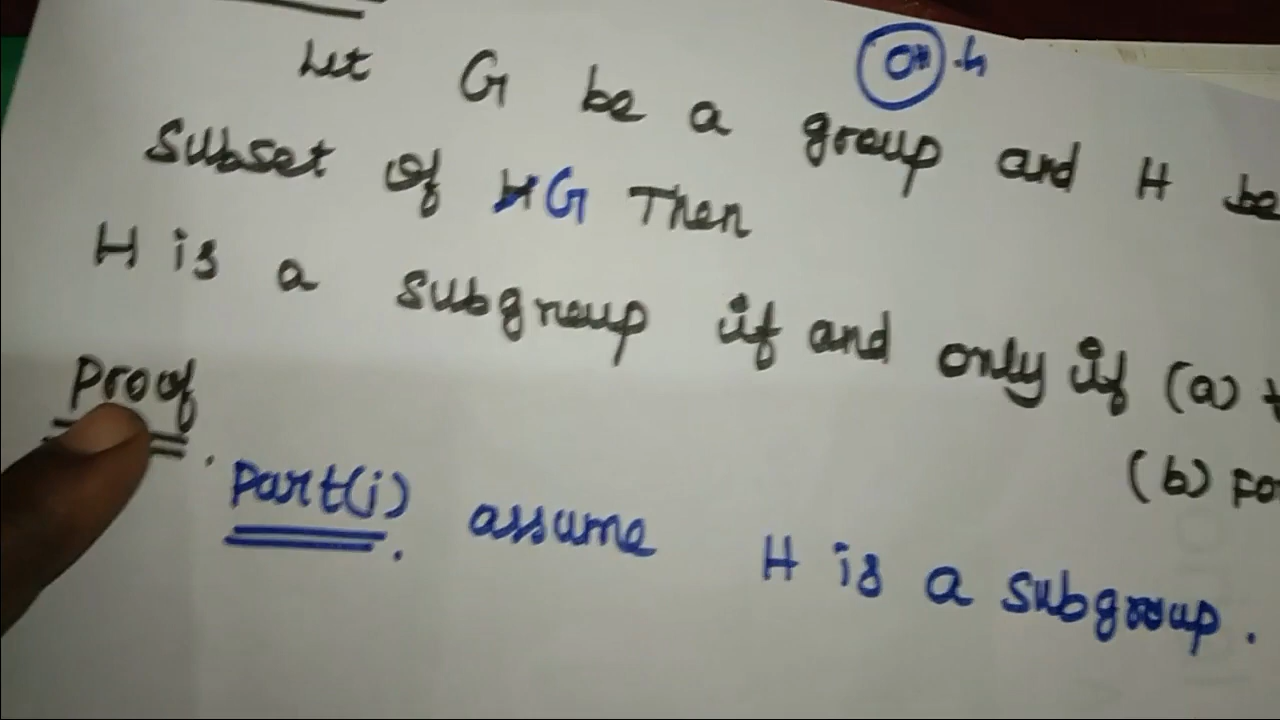 Let G be a group and H be
Subset of G Then
H is a subgroup if and only if (a)
(b) Fo
Proof
Part(i) assume H is a subgroup.